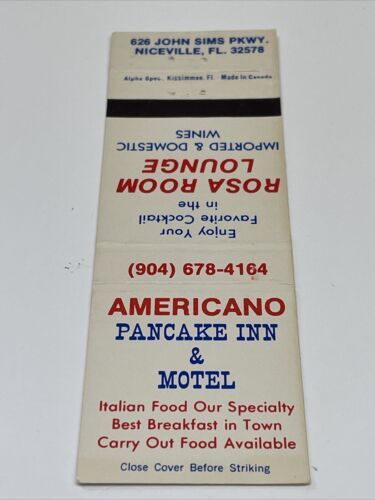 626 JOHN SIMS PKWY.
NICEVILLE, FL. 32578
Alpha Spec., Kissimmee, Fl. Made in Canada
Enjoy Your
Favorite Cocktail
in the
ROSA ROOM
LOUNGE
IMPORTED & DOMESTIC
WINES
(904) 678-4164
AMERICANO
PANCAKE INN
&
MOTEL
Italian Food Our Specialty
Best Breakfast in Town
Carry Out Food Available
Close Cover Before Striking